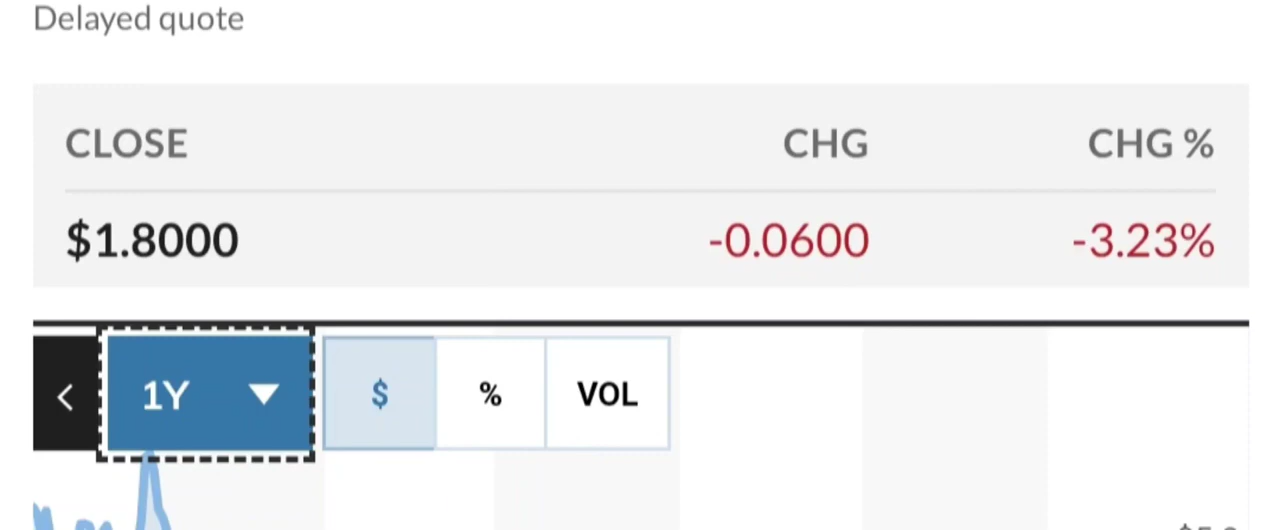 Delayed quote
CLOSE CHG CHG %
$1.8000 -0.0600 -3.23%
< 1Y $ % VOL